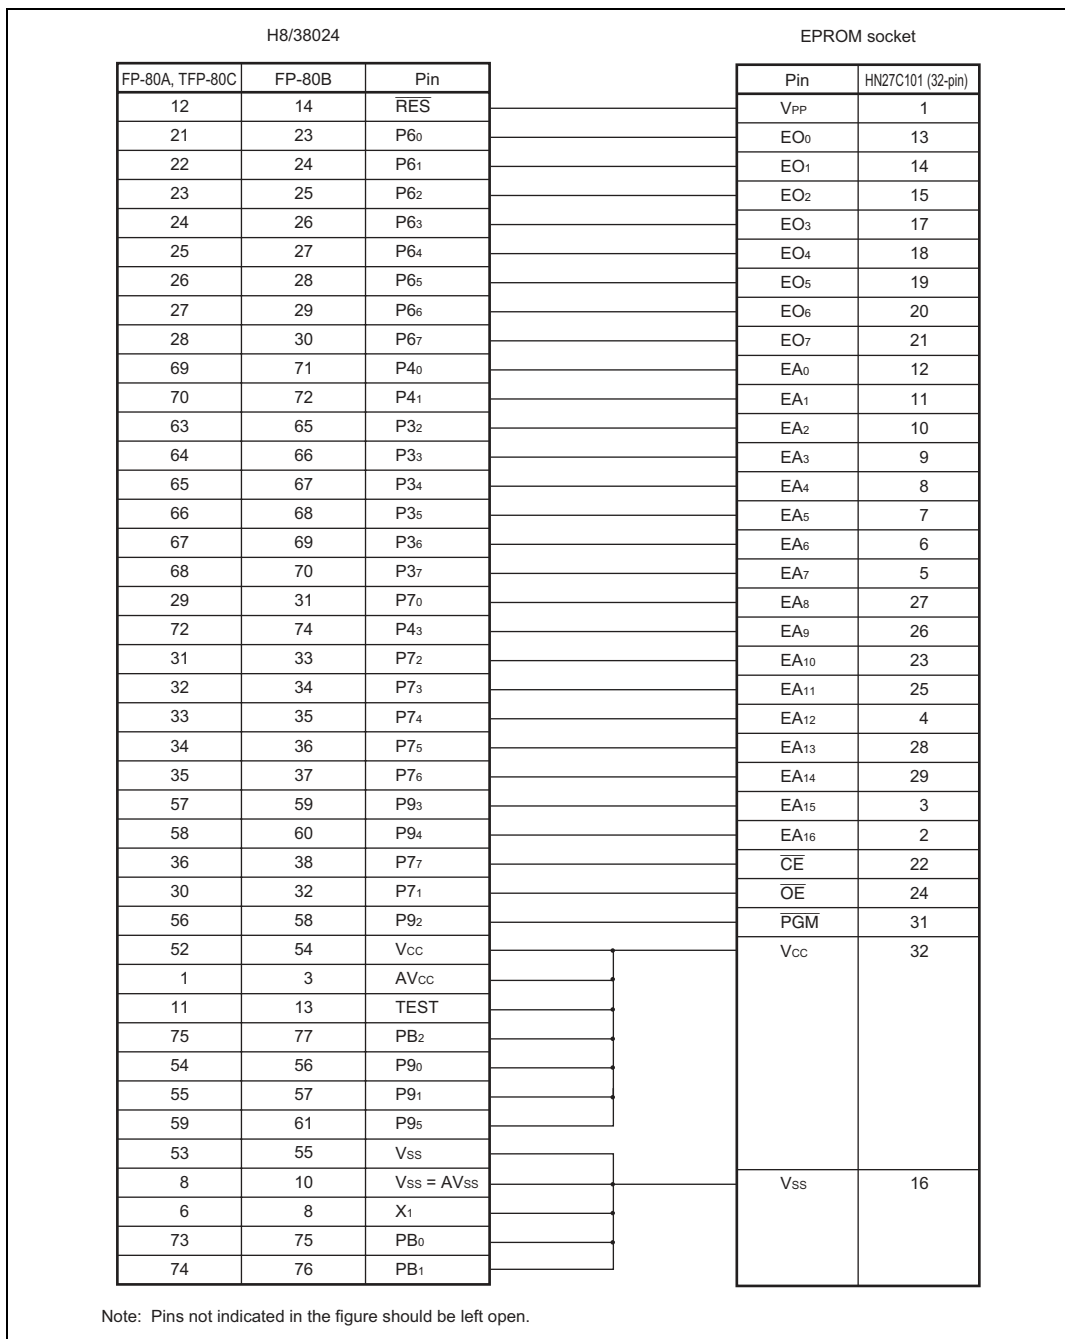 H8/38024 EPROM socket
FP-80A, TFP-80C FP-80B Pin Pin HN27C101 (32-pin)
12 14 R̅E̅S̅ VPP 1
21 23 P60 EO0 13
22 24 P61 EO1 14
23 25 P62 EO2 15
24 26 P63 EO3 17
25 27 P64 EO4 18
26 28 P65 EO5 19
27 29 P66 EO6 20
28 30 P67 EO7 21
69 71 P40 EA0 12
70 72 P41 EA1 11
63 65 P32 EA2 10
64 66 P33 EA3 9
65 67 P34 EA4 8
66 68 P35 EA5 7
67 69 P36 EA6 6
68 70 P37 EA7 5
29 31 P70 EA8 27
72 74 P43 EA9 26
31 33 P72 EA10 23
32 34 P73 EA11 25
33 35 P74 EA12 4
34 36 P75 EA13 28
35 37 P76 EA14 29
57 59 P93 EA15 3
58 60 P94 EA16 2
36 38 P77 C̅E̅ 22
30 32 P71 O̅E̅ 24
56 58 P92 P̅G̅M̅ 31
52 54 VCC VCC 32
1 3 AVCC
11 13 TEST
75 77 PB2
54 56 P90
55 57 P91
59 61 P95
53 55 VSS
8 10 VSS = AVSS VSS 16
6 8 X1
73 75 PB0
74 76 PB1
Note: Pins not indicated in the figure should be left open.